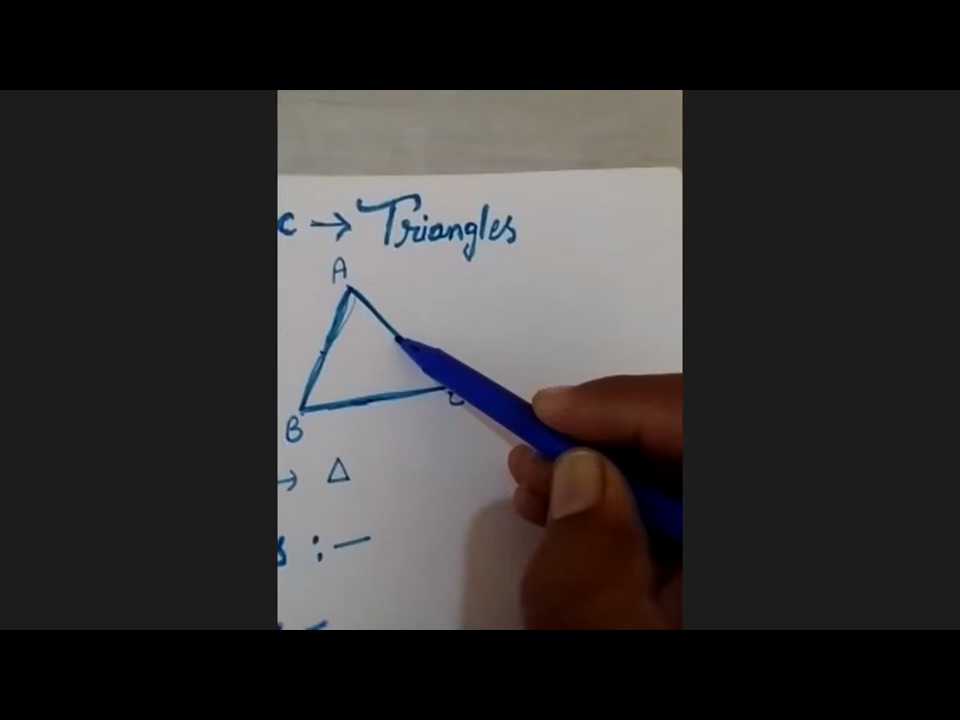 c → Triangles
A
B
C
→ Δ
s : —